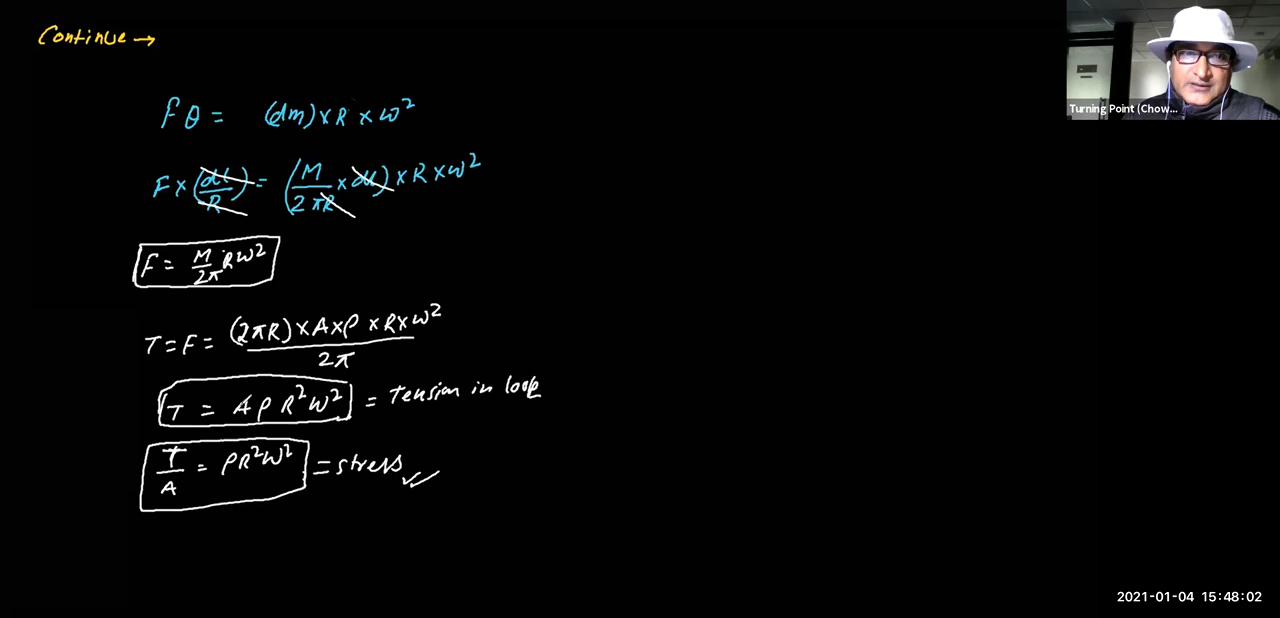 Continue →
Turning Point (Chow...
Fθ = (dm)×R×ω²
F×(dl/R) = (M/2πR × dl)×R×ω²
F = M/2π Rω²
T = F = (2πR)×A×ρ×R×ω² / 2π
T = AρR²ω² = Tension in loop
T/A = ρR²ω² = stress ✓
2021-01-04 15:48:02